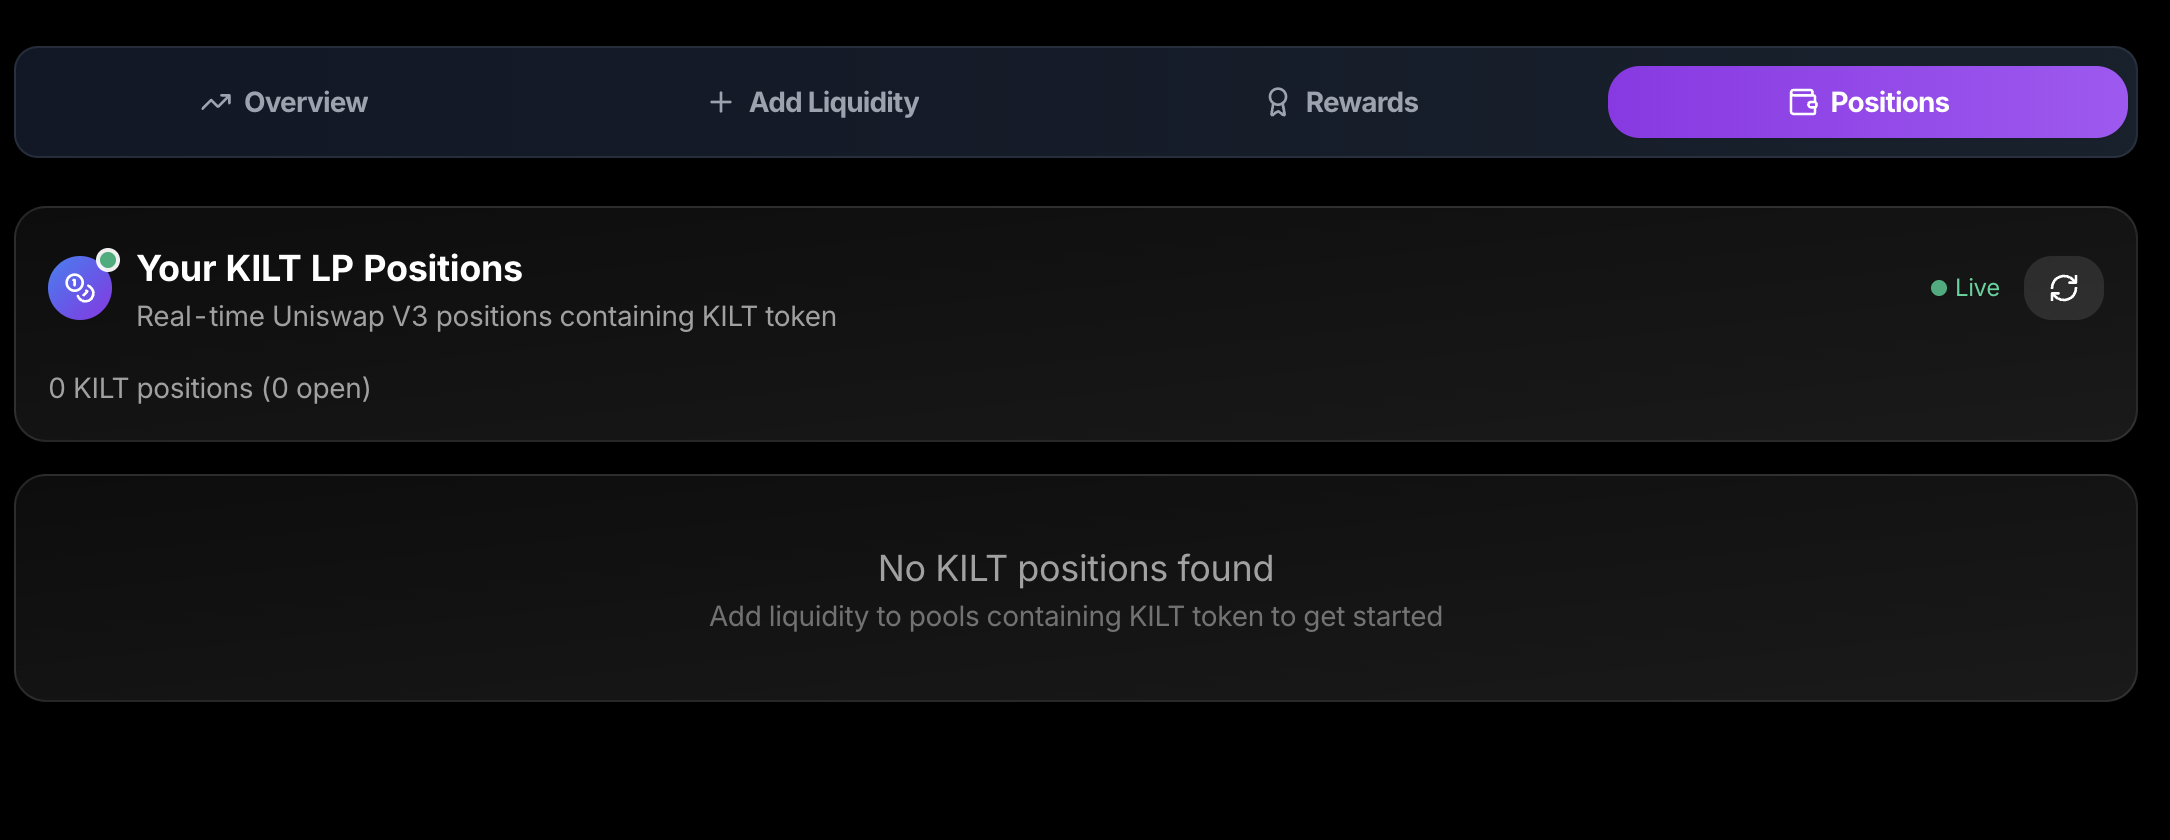 Overview
Add Liquidity
Rewards
Positions
Your KILT LP Positions
Real-time Uniswap V3 positions containing KILT token
Live
0 KILT positions (0 open)
No KILT positions found
Add liquidity to pools containing KILT token to get started